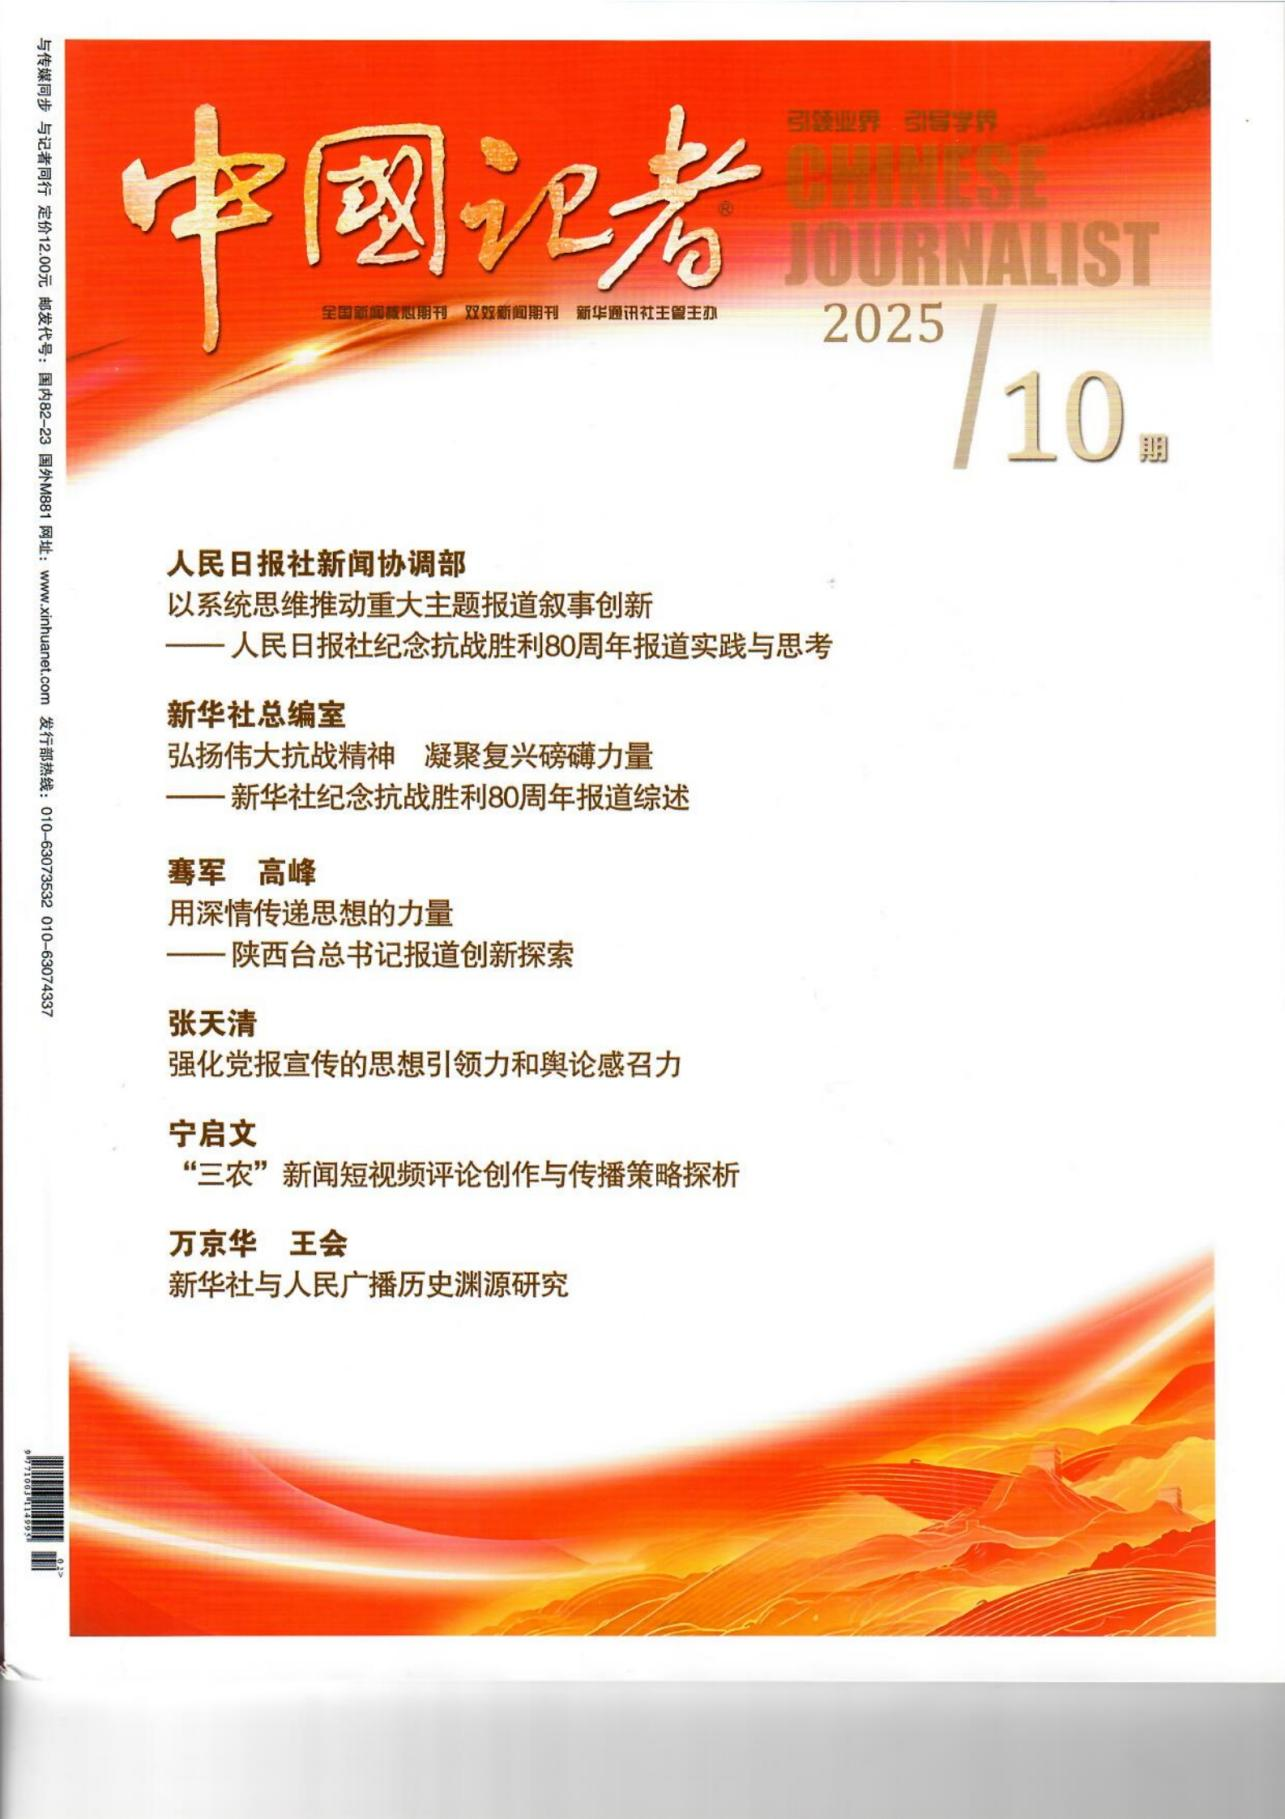 中國記者®
引领业界 引导学界
CHINESE
JOURNALIST
全国新闻核心期刊 双效新闻期刊 新华通讯社主管主办
2025
/10期
人民日报社新闻协调部
以系统思维推动重大主题报道叙事创新
——人民日报社纪念抗战胜利80周年报道实践与思考
新华社总编室
弘扬伟大抗战精神 凝聚复兴磅礴力量
——新华社纪念抗战胜利80周年报道综述
骞军 高峰
用深情传递思想的力量
——陕西台总书记报道创新探索
张天清
强化党报宣传的思想引领力和舆论感召力
宁启文
“三农”新闻短视频评论创作与传播策略探析
万京华 王会
新华社与人民广播历史渊源研究
与传媒同步 与记者同行 定价12.00元 邮发代号：国内82-23 国外M881 网址：www.xinhuanet.com 发行部热线：010-63073532 010-63074337
9 771003 114993
02>